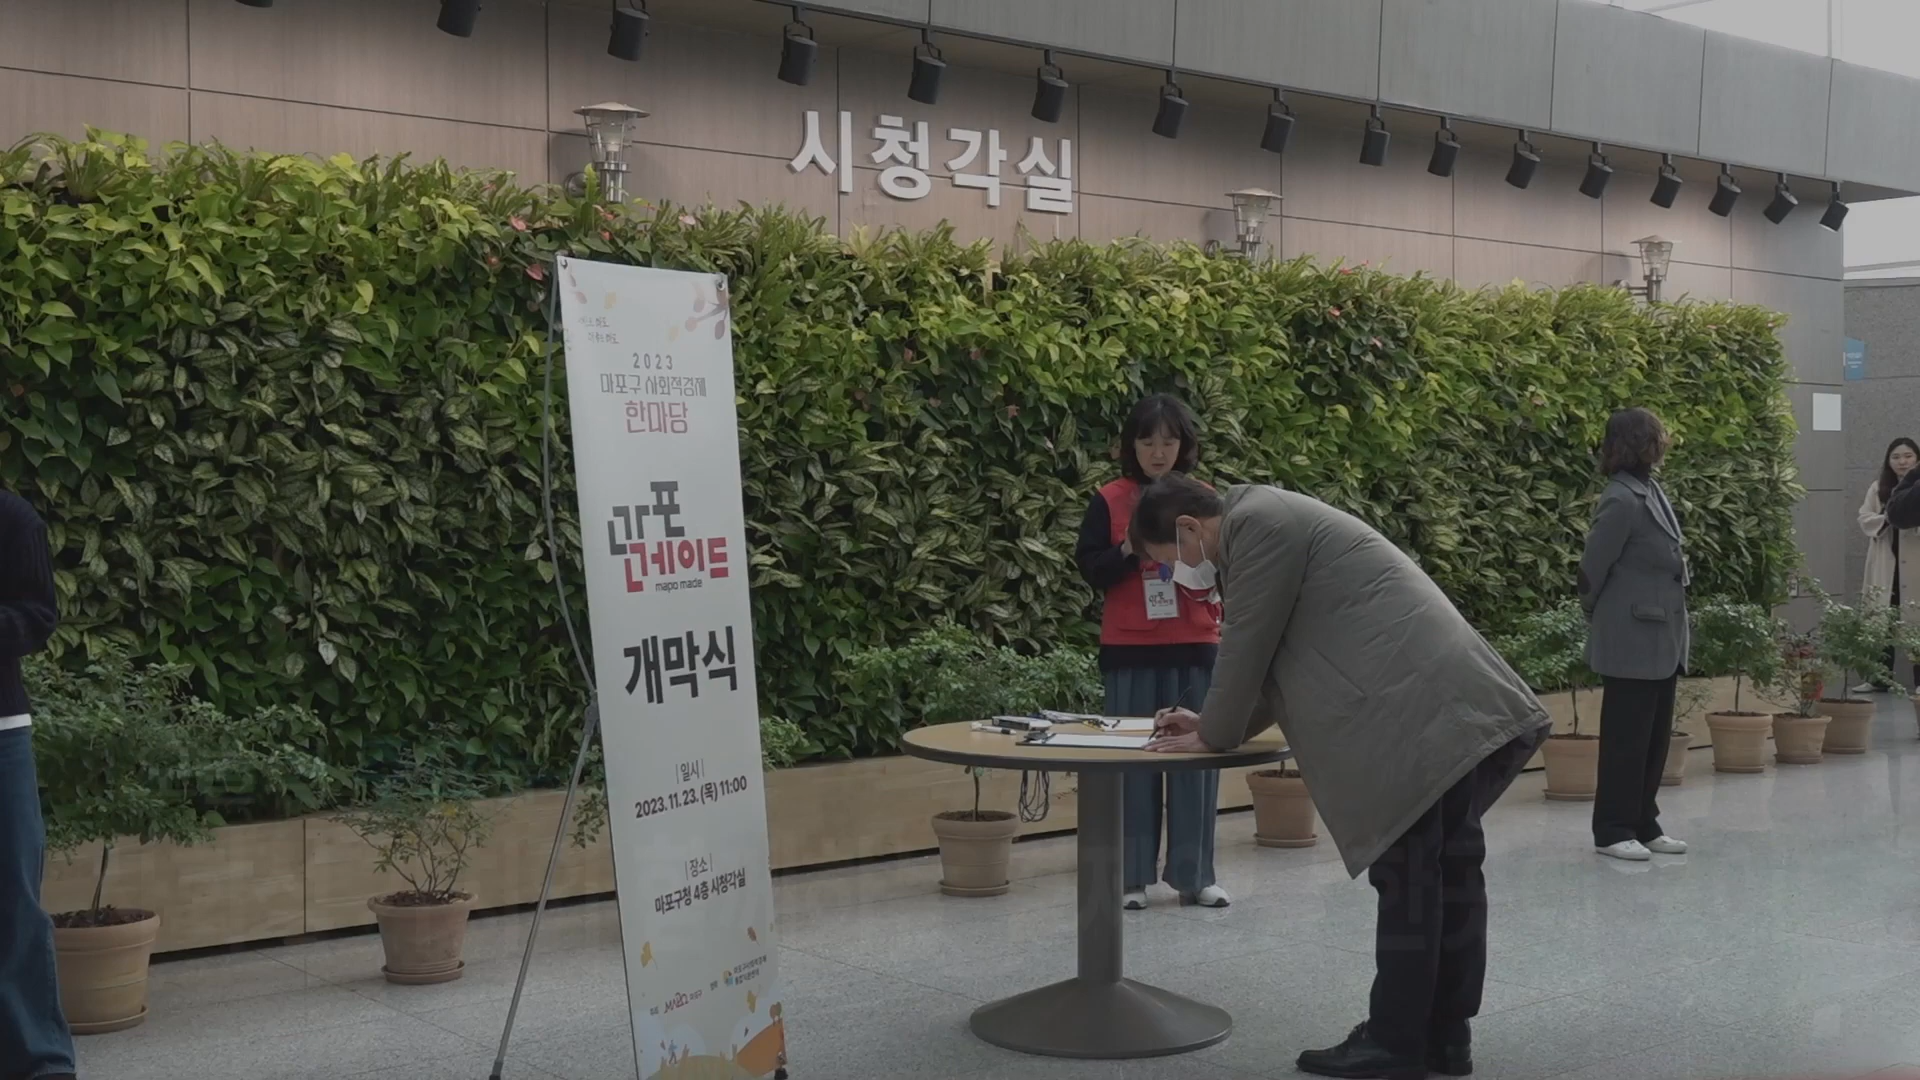 시청각실
2023
마포구 사회적경제
한마당
마포
메이드
mapo made
개막식
|일시|
2023.11.23.(목) 11:00
|장소|
마포구청 4층 시청각실